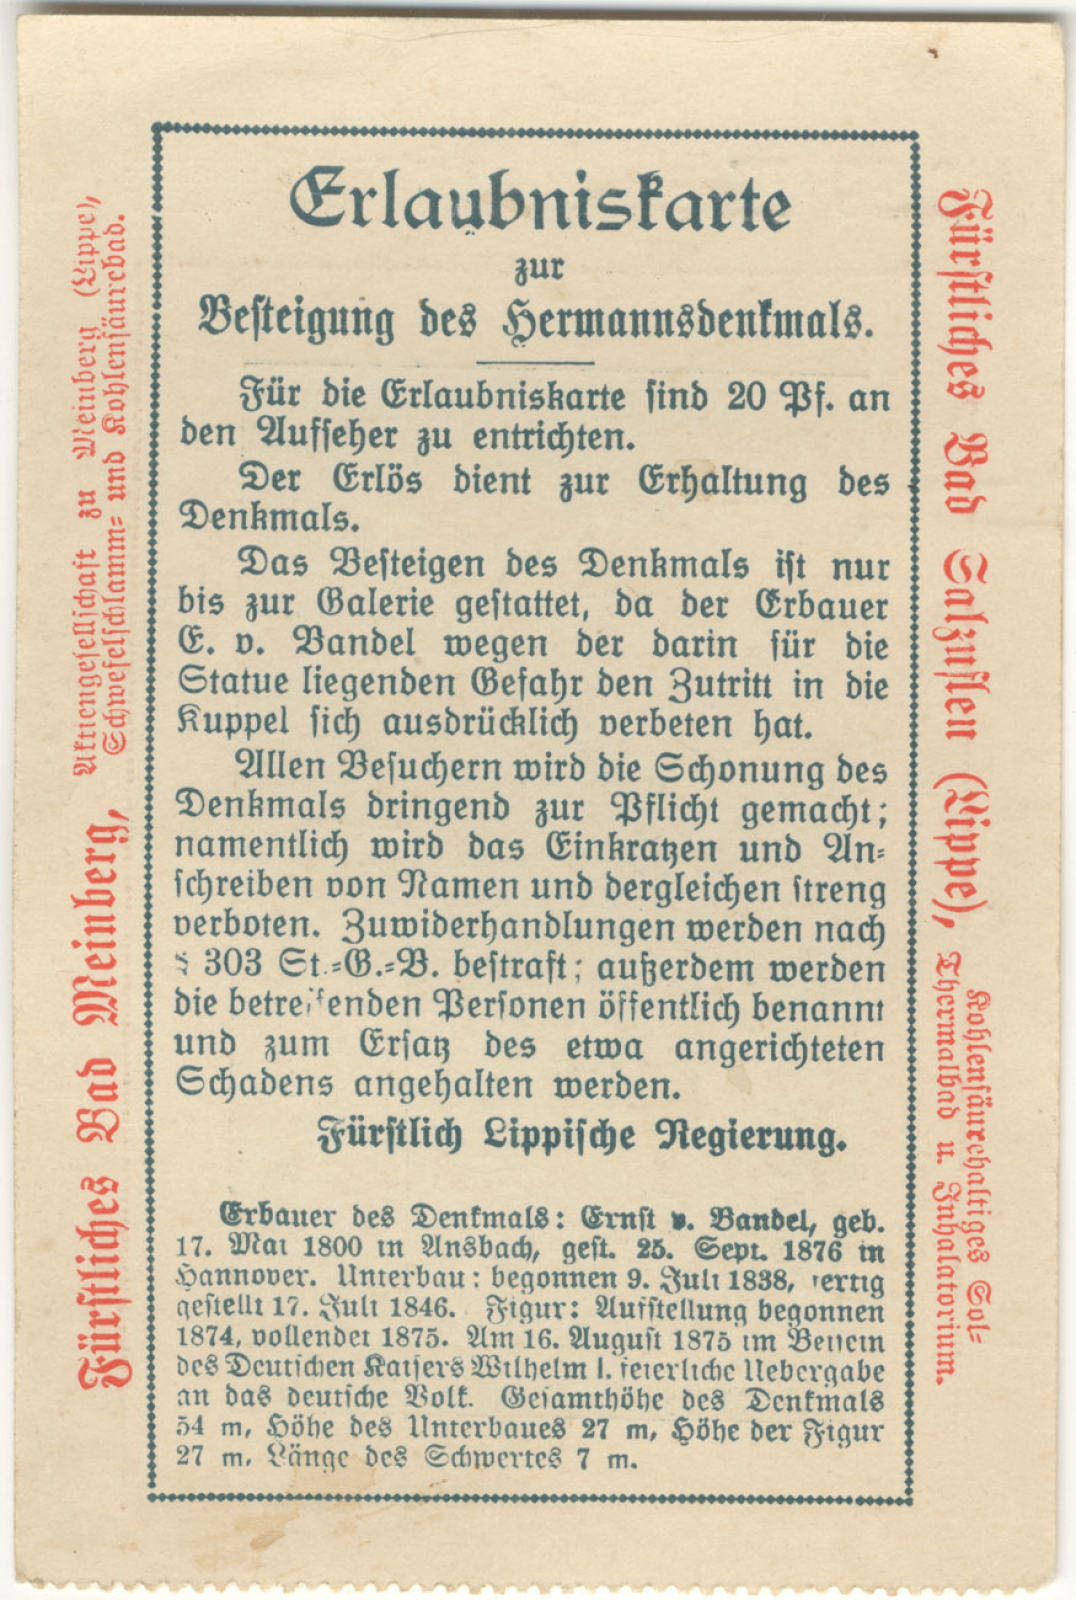 Erlaubniskarte
zur
Besteigung des Hermannsdenkmals.
Für die Erlaubniskarte sind 20 Pf. an
den Aufseher zu entrichten.
Der Erlös dient zur Erhaltung des
Denkmals.
Das Besteigen des Denkmals ist nur
bis zur Galerie gestattet, da der Erbauer
E. v. Bandel wegen der darin für die
Statue liegenden Gefahr den Zutritt in die
Kuppel sich ausdrücklich verbeten hat.
Allen Besuchern wird die Schonung des
Denkmals dringend zur Pflicht gemacht;
namentlich wird das Einkratzen und An-
schreiben von Namen und dergleichen streng
verboten. Zuwiderhandlungen werden nach
§ 303 St.-G.-B. bestraft; außerdem werden
die betreffenden Personen öffentlich benannt
und zum Ersatz des etwa angerichteten
Schadens angehalten werden.
Fürstlich Lippische Regierung.
Erbauer des Denkmals: Ernst v. Bandel, geb.
17. Mai 1800 in Ansbach, gest. 25. Sept. 1876 in
Hannover. Unterbau: begonnen 9. Juli 1838, fertig
gestellt 17. Juli 1846. Figur: Aufstellung begonnen
1874, vollendet 1875. Am 16. August 1875 im Beisein
des Deutschen Kaisers Wilhelm I. feierliche Uebergabe
an das deutsche Volk. Gesamthöhe des Denkmals
54 m, Höhe des Unterbaues 27 m, Höhe der Figur
27 m. Länge des Schwertes 7 m.
Fürstliches Bad Meinberg,
Aktiengesellschaft zu Meinberg (Lippe),
Schwefelschlamm- und Kohlensäurebad.
Fürstliches Bad Salzuflen (Lippe),
Kohlensäurehaltiges Sol-
Thermalbad u. Inhalatorium.